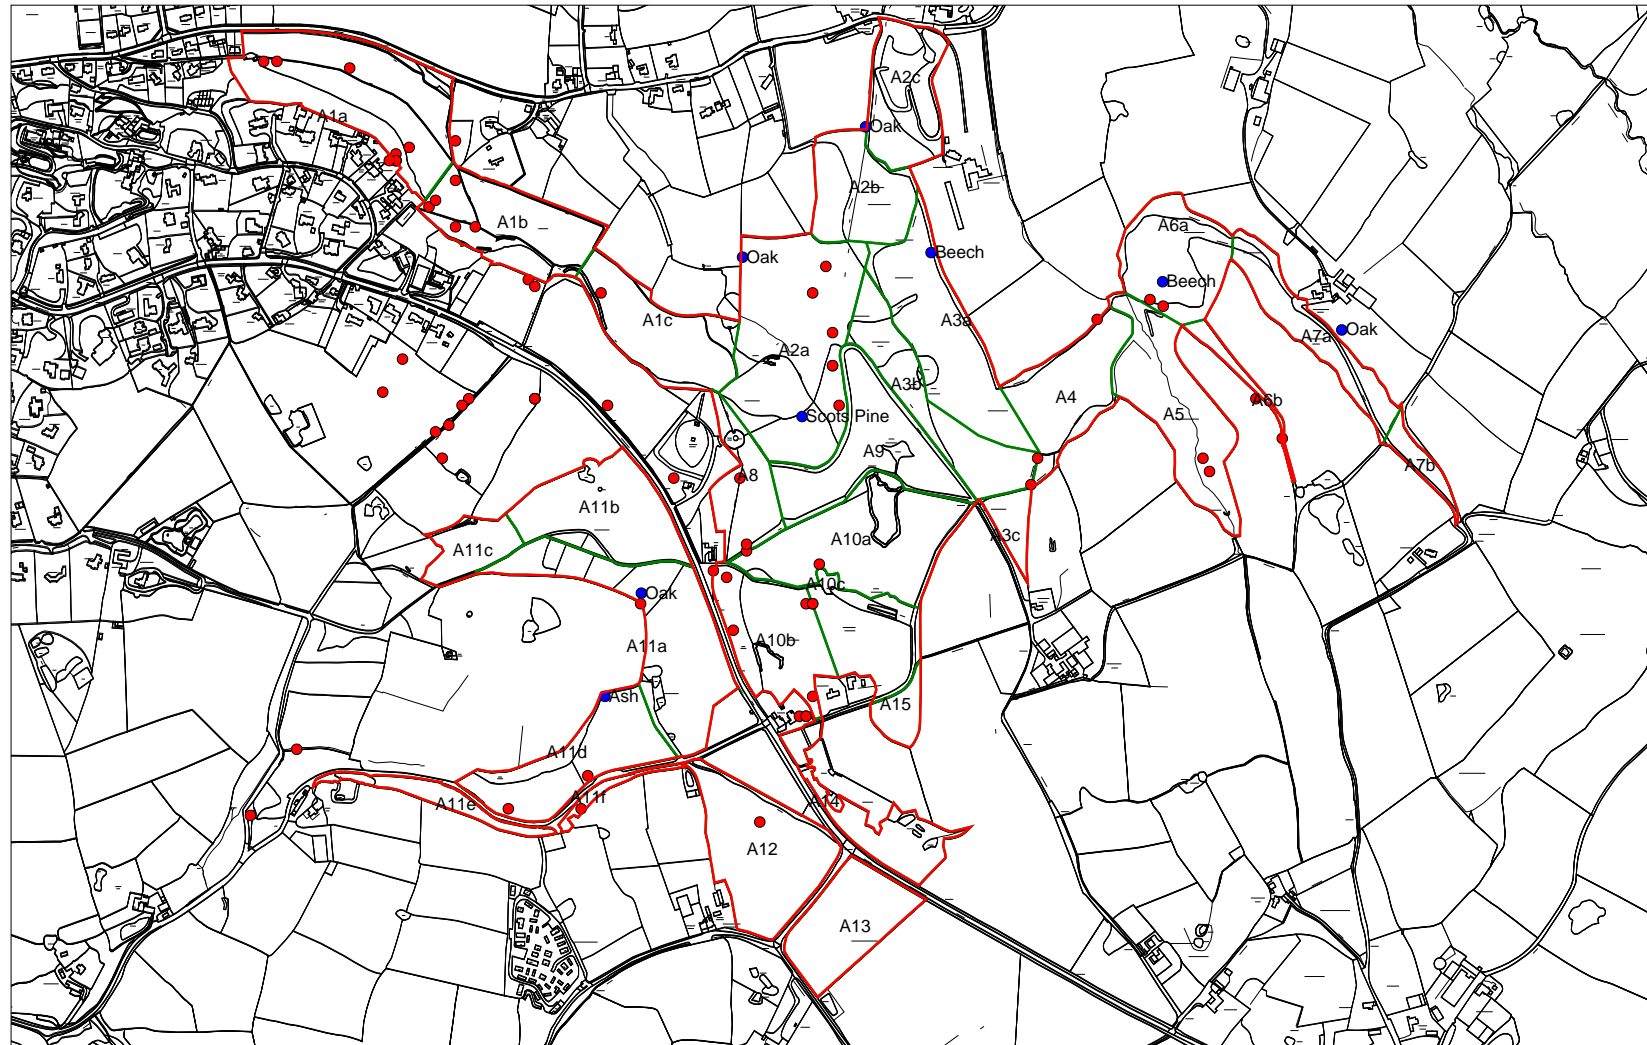 A2c
A1a
Oak
A2b
A1b
A6a
Oak
Beech
Beech
A1c
A3a
Oak
A7a
A2a
A3b
A4
A6b
Scots Pine
A5
A9
A7b
A8
A11b
A3c
A10a
A11c
A10c
Oak
A10b
A11a
Ash
A15
A11d
A11f
A14
A11e
A12
A13